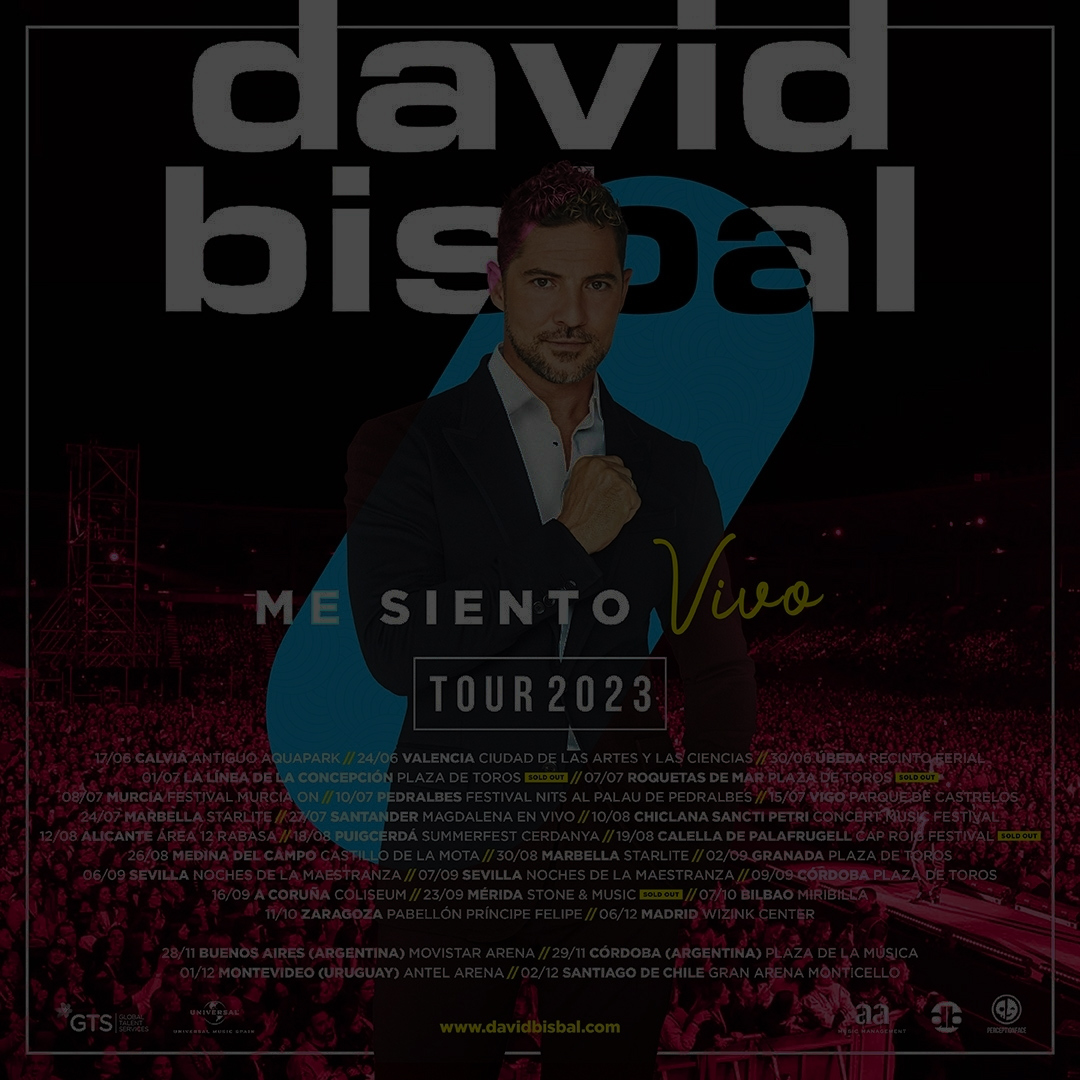 david
bisbal
ME SIENTO Vivo
TOUR 2023
17/06 CALVIÀ ANTIGUO AQUAPARK // 24/06 VALENCIA CIUDAD DE LAS ARTES Y LAS CIENCIAS // 30/06 ÚBEDA RECINTO FERIAL
01/07 LA LÍNEA DE LA CONCEPCIÓN PLAZA DE TOROS SOLD OUT // 07/07 ROQUETAS DE MAR PLAZA DE TOROS SOLD OUT
08/07 MURCÍA FESTIVAL MURCIA ON // 10/07 PEDRALBES FESTIVAL NITS AL PALAU DE PEDRALBES // 15/07 VIGO PARQUE DE CASTRELOS
24/07 MARBELLA STARLITE // 27/07 SANTANDER MAGDALENA EN VIVO // 10/08 CHICLANA SANCTI PETRI CONCERT MUSIC FESTIVAL
12/08 ALICANTE ÁREA 12 RABASA // 18/08 PUIGCERDÁ SUMMERFEST CERDANYA // 19/08 CALELLA DE PALAFRUGELL CAP ROIG FESTIVAL SOLD OUT
26/08 MEDINA DEL CAMPO CASTILLO DE LA MOTA // 30/08 MARBELLA STARLITE // 02/09 GRANADA PLAZA DE TOROS
06/09 SEVILLA NOCHES DE LA MAESTRANZA // 07/09 SEVILLA NOCHES DE LA MAESTRANZA // 09/09 CÓRDOBA PLAZA DE TOROS
16/09 A CORUÑA COLISEUM // 23/09 MÉRIDA STONE & MUSIC SOLD OUT // 07/10 BILBAO MIRIBILLA
11/10 ZARAGOZA PABELLÓN PRÍNCIPE FELIPE // 06/12 MADRID WIZINK CENTER
28/11 BUENOS AIRES (ARGENTINA) MOVISTAR ARENA // 29/11 CÓRDOBA (ARGENTINA) PLAZA DE LA MÚSICA
01/12 MONTEVIDEO (URUGUAY) ANTEL ARENA // 02/12 SANTIAGO DE CHILE GRAN ARENA MONTICELLO
GTS GLOBAL TALENT SERVICES
UNIVERSAL
UNIVERSAL MUSIC SPAIN
www.davidbisbal.com
aa
MUSIC MANAGEMENT
PERCEPTIONFACE